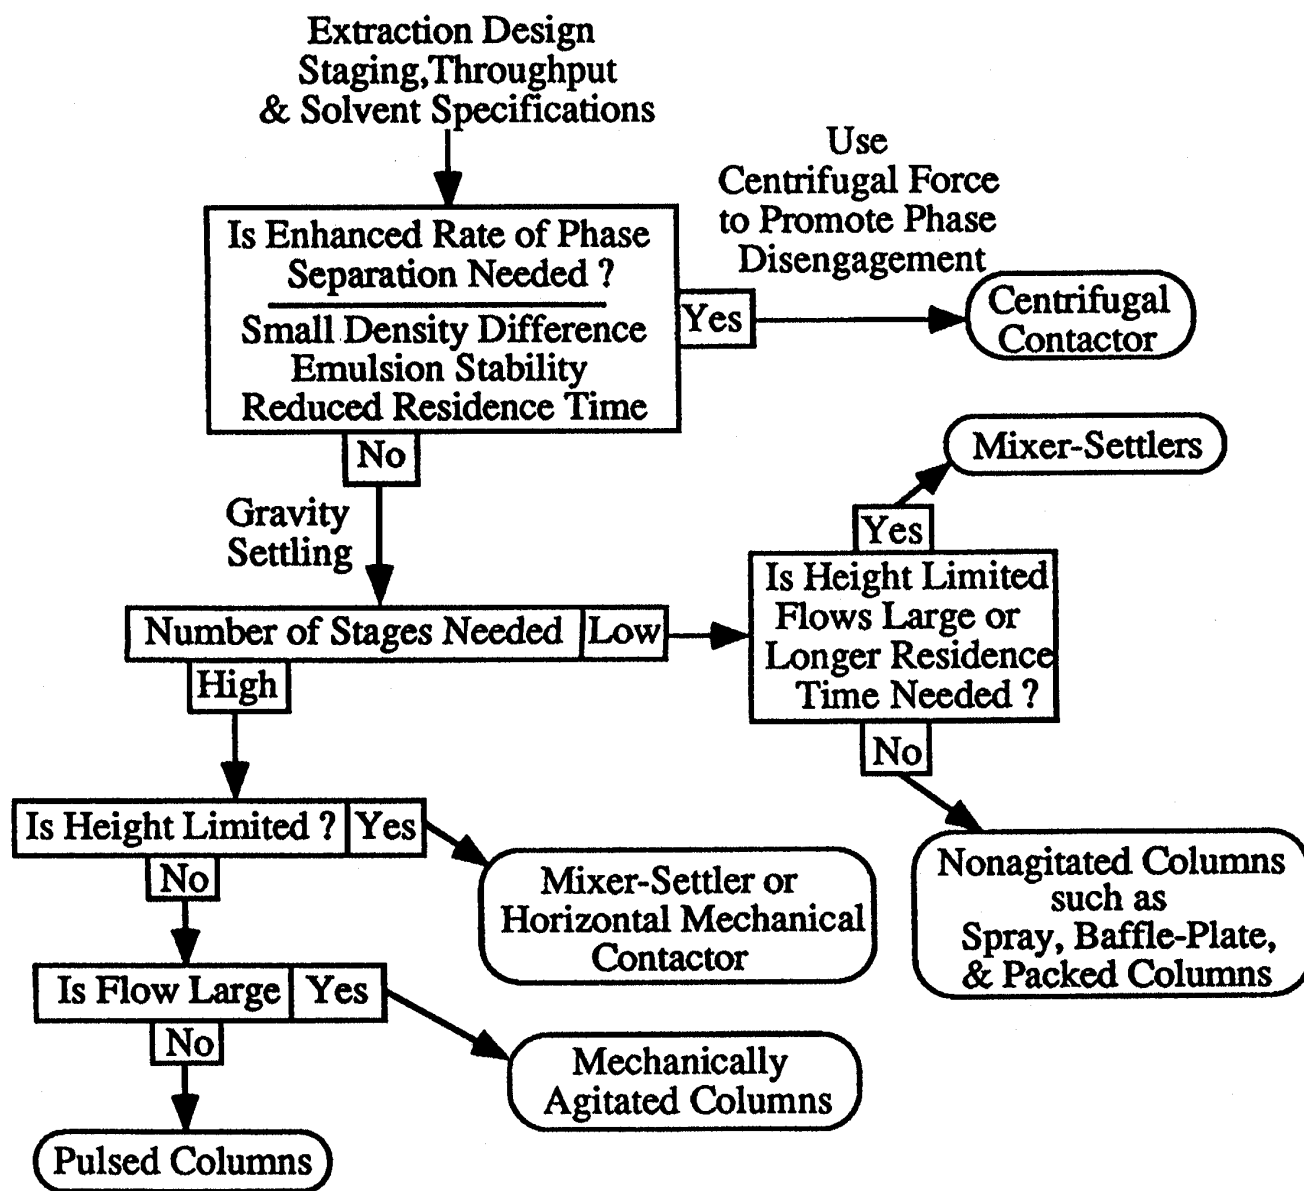 Extraction Design
Staging,Throughput
& Solvent Specifications
Use
Centrifugal Force
to Promote Phase
Disengagement
Is Enhanced Rate of Phase
Separation Needed ?
Small Density Difference
Emulsion Stability
Reduced Residence Time
Yes
Centrifugal
Contactor
No
Gravity
Settling
Mixer-Settlers
Yes
Is Height Limited
Flows Large or
Longer Residence
Time Needed ?
Number of Stages Needed
Low
High
No
Is Height Limited ?
Yes
No
Mixer-Settler or
Horizontal Mechanical
Contactor
Nonagitated Columns
such as
Spray, Baffle-Plate,
& Packed Columns
Is Flow Large
Yes
No
Mechanically
Agitated Columns
Pulsed Columns